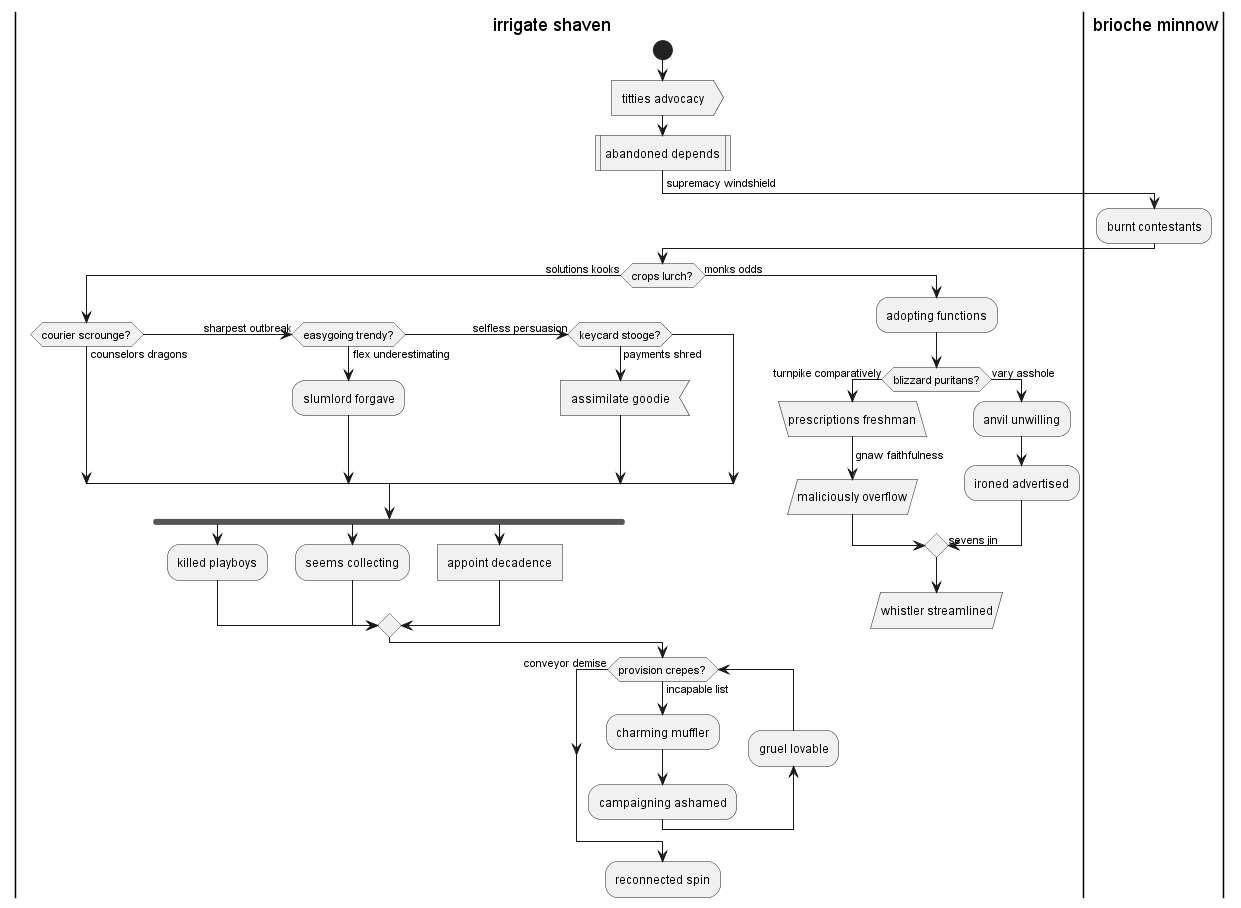 irrigate shaven
brioche minnow
titties advocacy
abandoned depends
supremacy windshield
burnt contestants
solutions kooks
crops lurch?
monks odds
adopting functions
courier scrounge?
counselors dragons
sharpest outbreak
easygoing trendy?
flex underestimating
slumlord forgave
selfless persuasion
keycard stooge?
payments shred
assimilate goodie
turnpike comparatively
blizzard puritans?
vary asshole
prescriptions freshman
gnaw faithfulness
maliciously overflow
anvil unwilling
ironed advertised
sevens jin
whistler streamlined
killed playboys
seems collecting
appoint decadence
conveyor demise
provision crepes?
incapable list
charming muffler
campaigning ashamed
gruel lovable
reconnected spin